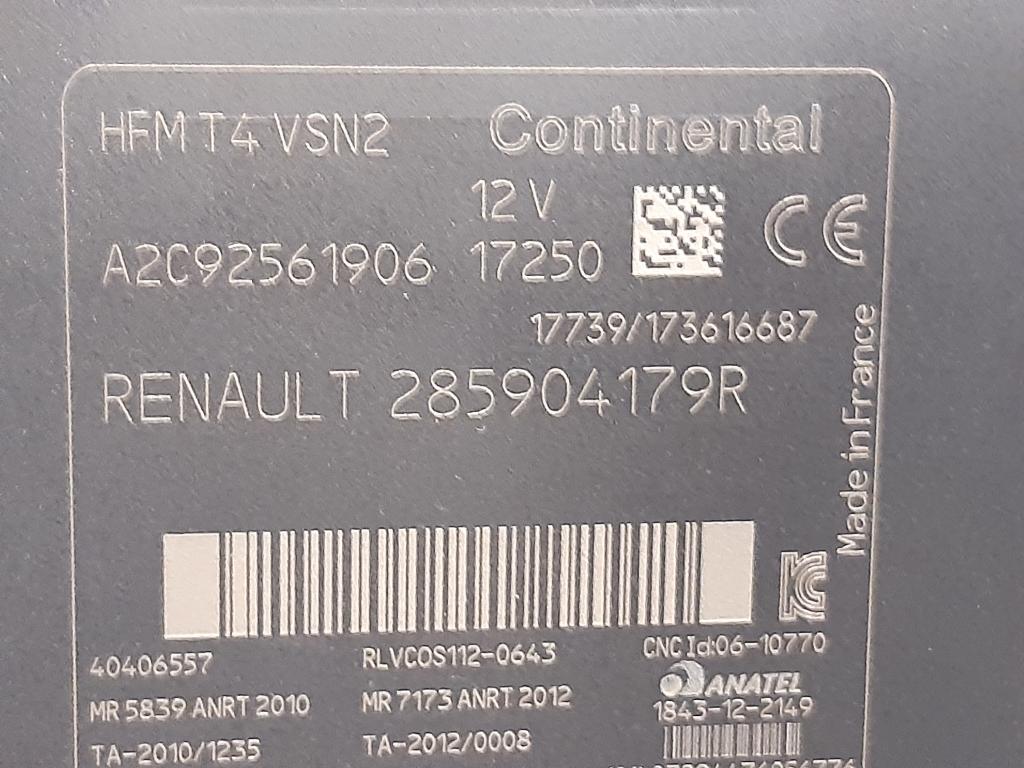 HFM T4 VSN2 Continental
12 V
A2C92561906 17250
CE
17739/173616687
RENAULT 285904179R
Made in France
40406557 RLVCOS112-0643 CNC Id:06-10770
MR 5839 ANRT 2010 MR 7173 ANRT 2012 ANATEL
1843-12-2149
TA-2010/1235 TA-2012/0008